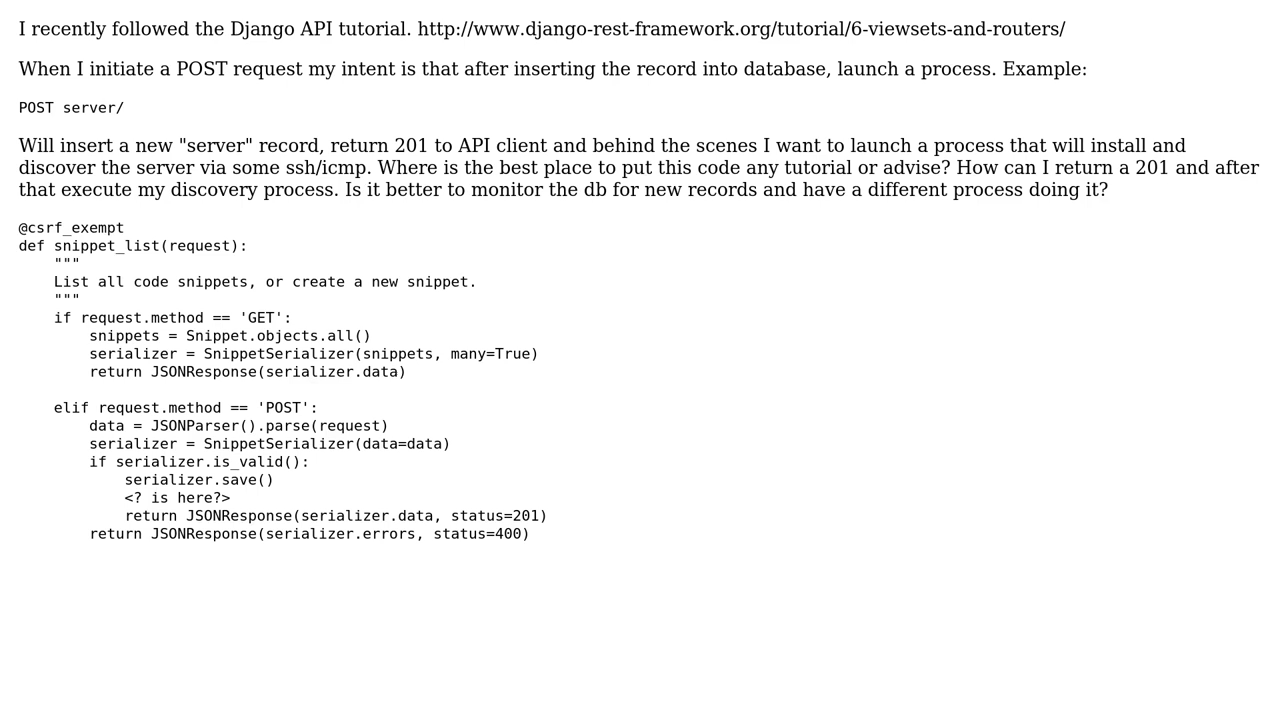 I recently followed the Django API tutorial. http://www.django-rest-framework.org/tutorial/6-viewsets-and-routers/
When I initiate a POST request my intent is that after inserting the record into database, launch a process. Example:
POST server/
Will insert a new "server" record, return 201 to API client and behind the scenes I want to launch a process that will install and
discover the server via some ssh/icmp. Where is the best place to put this code any tutorial or advise? How can I return a 201 and after
that execute my discovery process. Is it better to monitor the db for new records and have a different process doing it?
@csrf_exempt
def snippet_list(request):
    """
    List all code snippets, or create a new snippet.
    """
    if request.method == 'GET':
        snippets = Snippet.objects.all()
        serializer = SnippetSerializer(snippets, many=True)
        return JSONResponse(serializer.data)
    elif request.method == 'POST':
        data = JSONParser().parse(request)
        serializer = SnippetSerializer(data=data)
        if serializer.is_valid():
            serializer.save()
            <? is here?>
            return JSONResponse(serializer.data, status=201)
        return JSONResponse(serializer.errors, status=400)